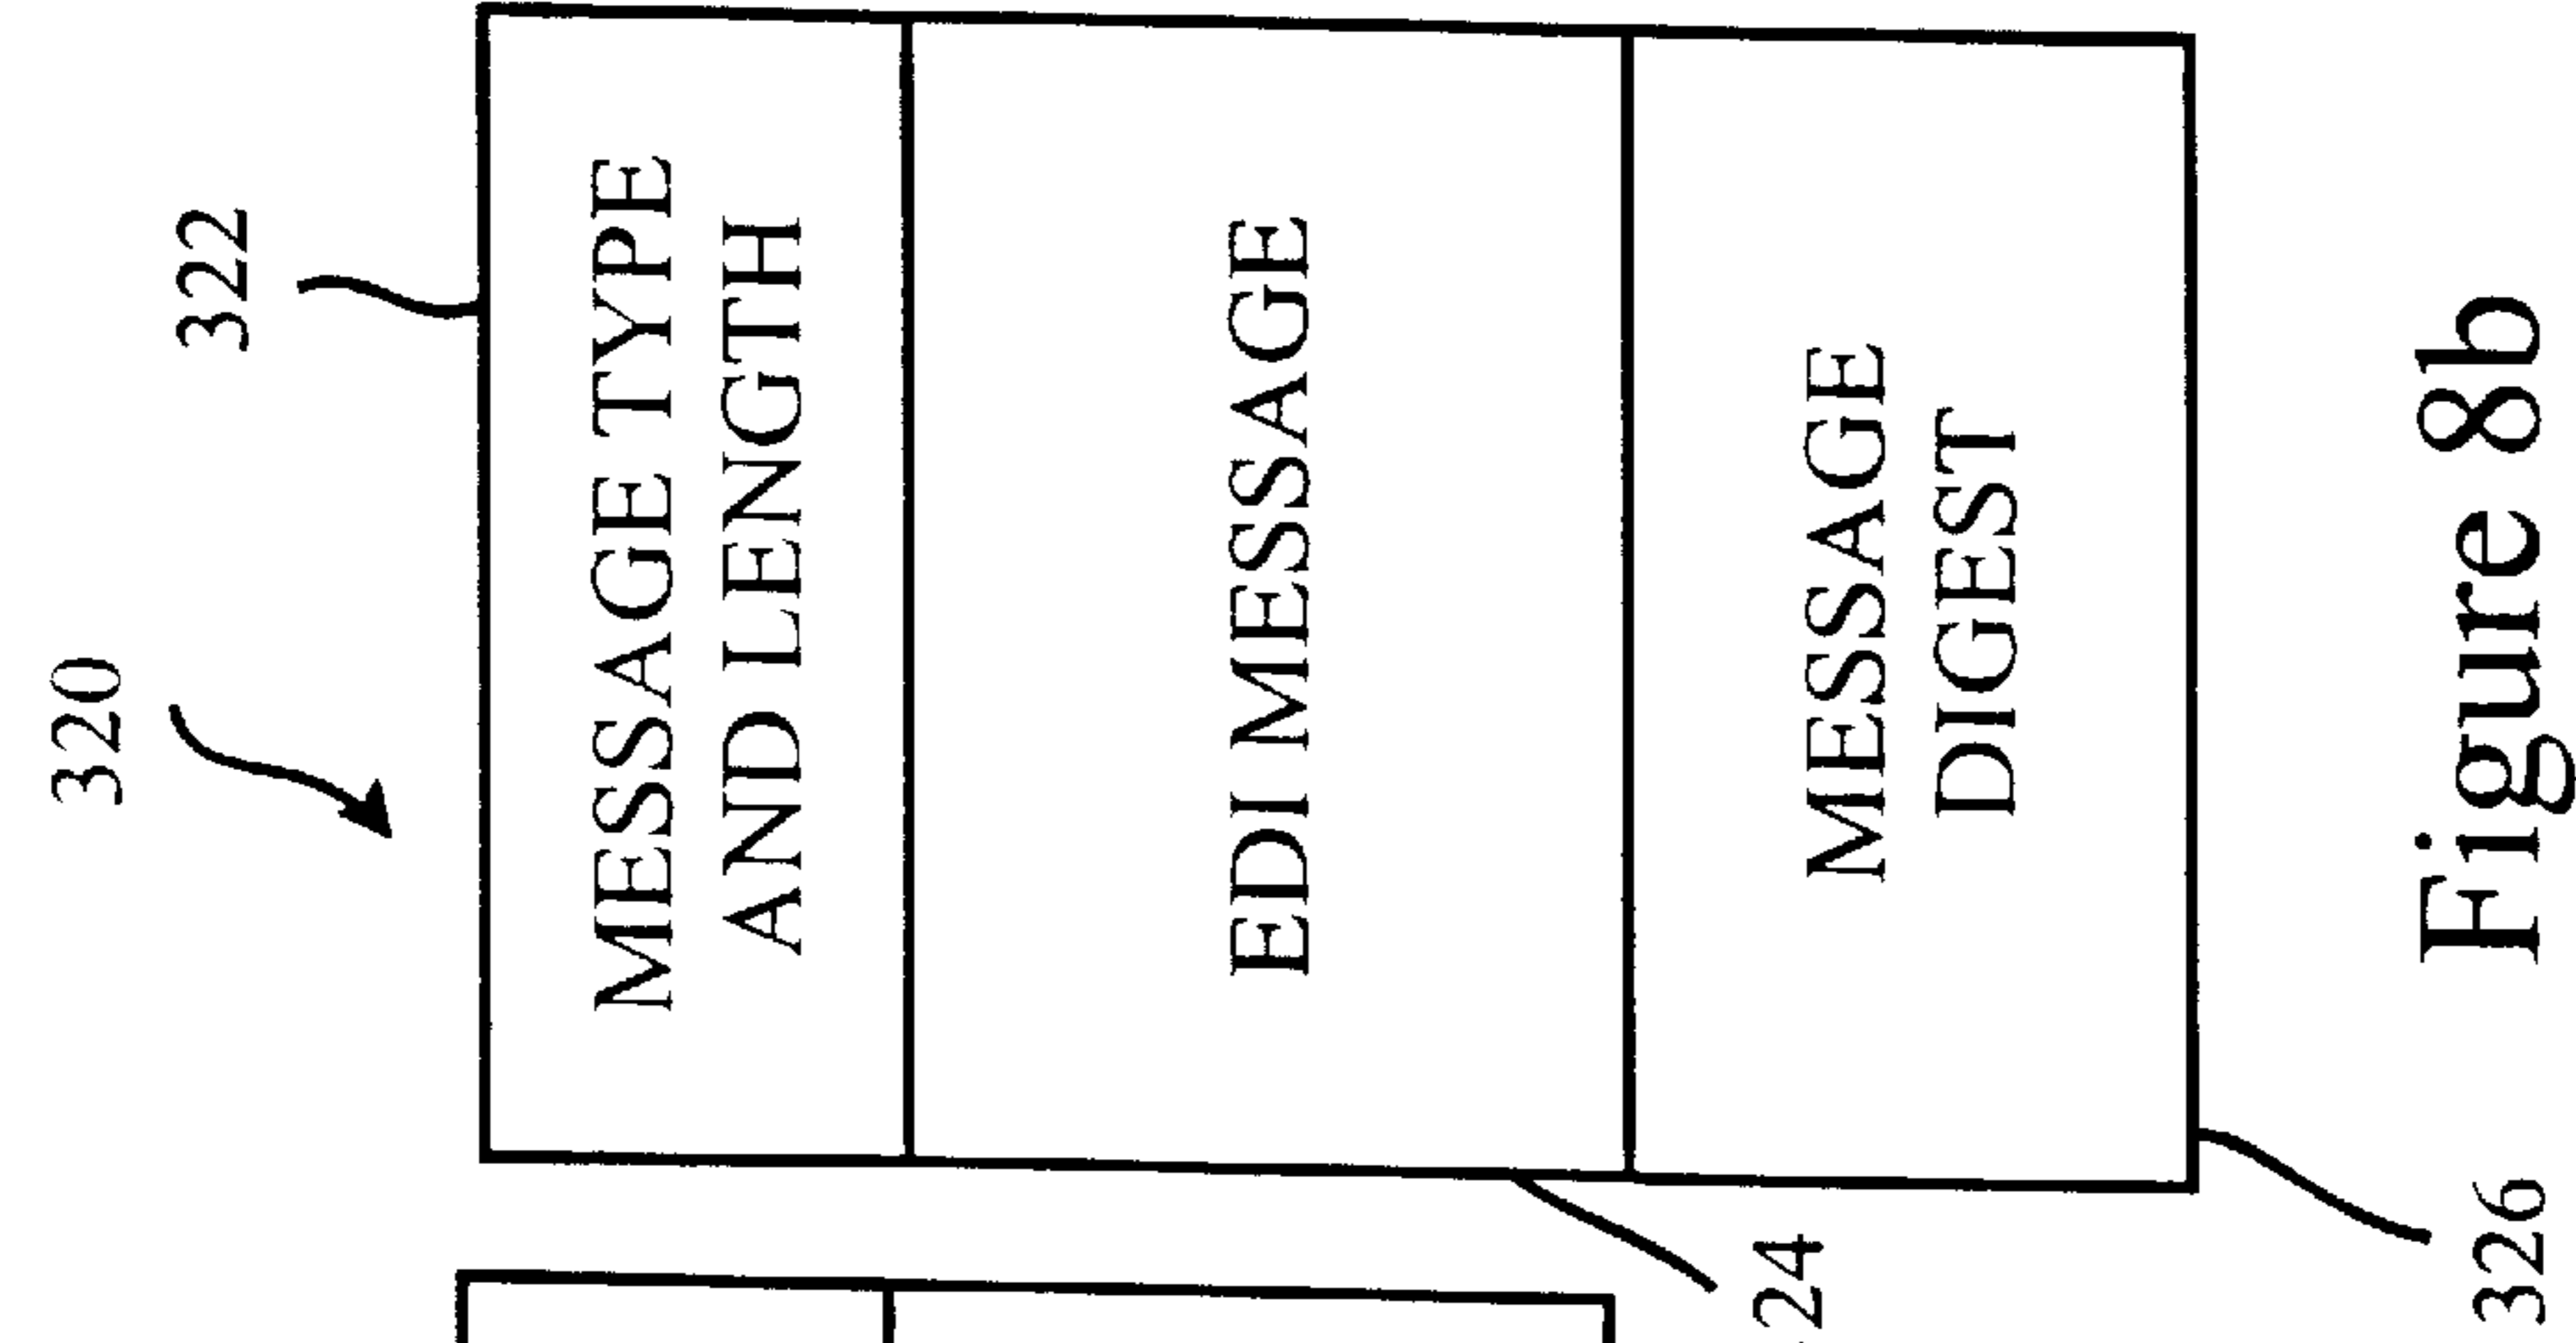 320
322
MESSAGE TYPE
AND LENGTH
EDI MESSAGE
24
MESSAGE
DIGEST
326
Figure 8b